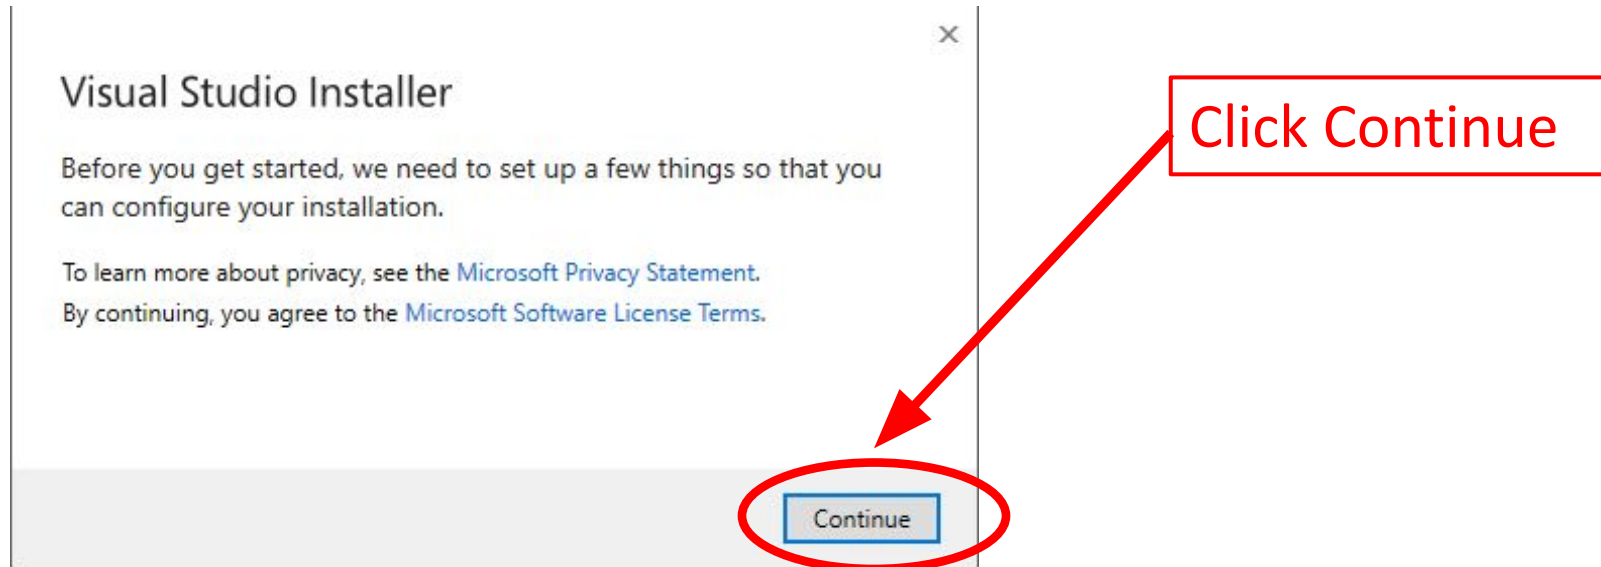 Visual Studio Installer
Before you get started, we need to set up a few things so that you
can configure your installation.
To learn more about privacy, see the Microsoft Privacy Statement.
By continuing, you agree to the Microsoft Software License Terms.
Continue
Click Continue